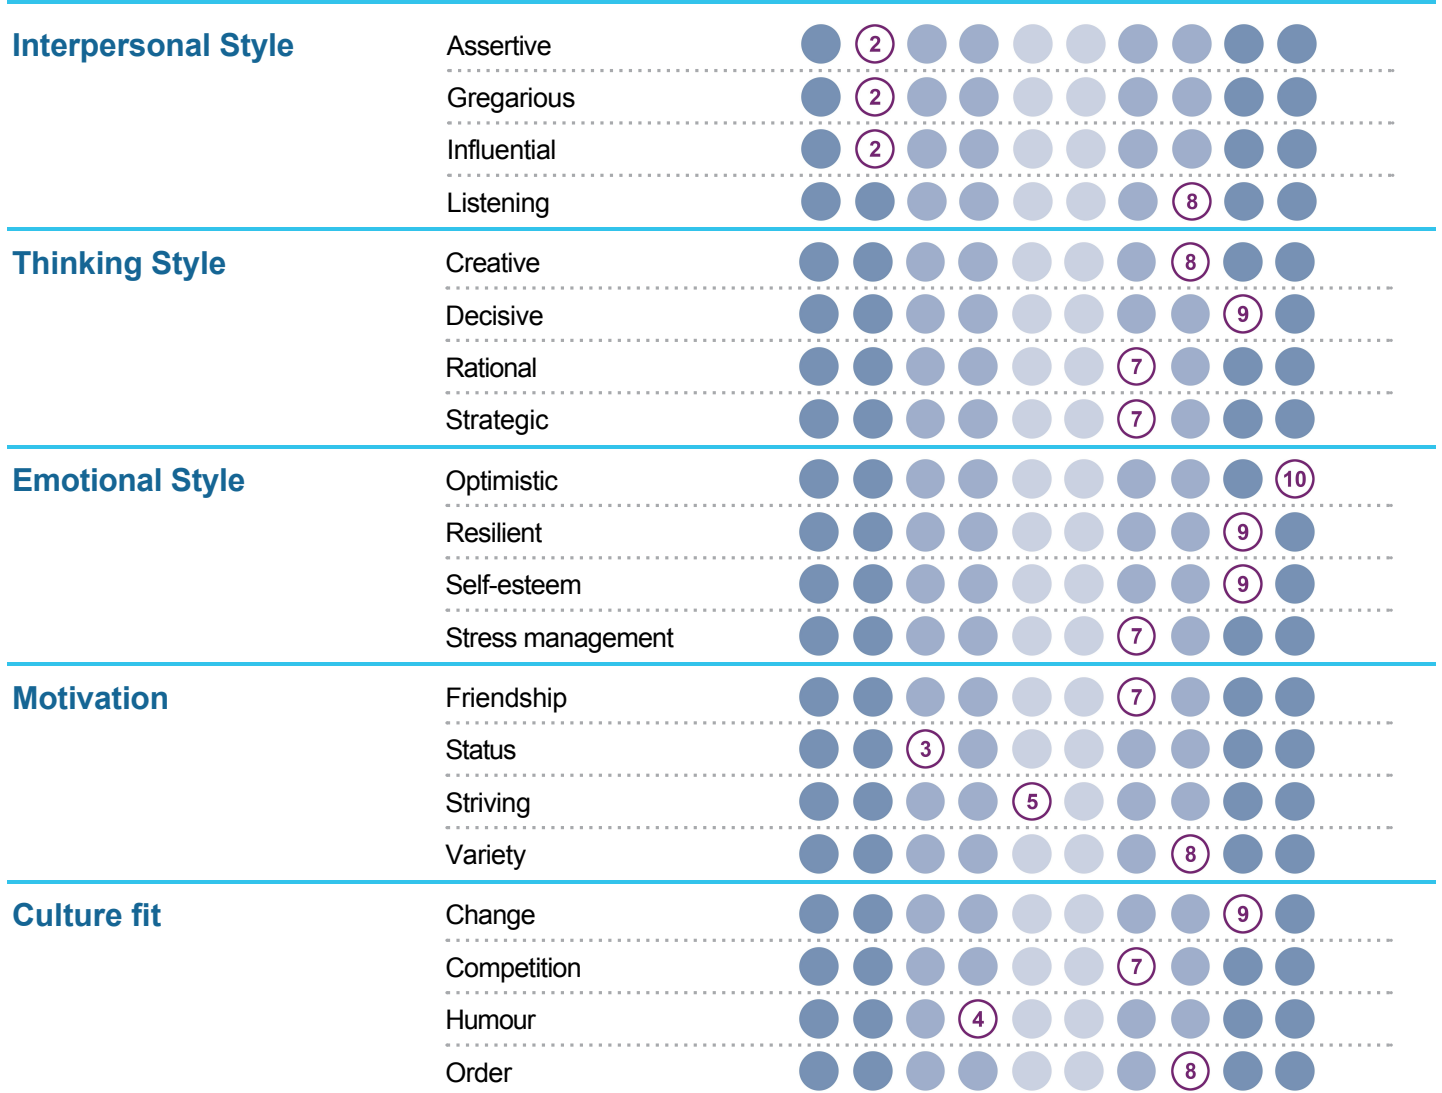 Interpersonal Style Assertive 2
Gregarious 2
Influential 2
Listening 8
Thinking Style Creative 8
Decisive 9
Rational 7
Strategic 7
Emotional Style Optimistic 10
Resilient 9
Self-esteem 9
Stress management 7
Motivation Friendship 7
Status 3
Striving 5
Variety 8
Culture fit Change 9
Competition 7
Humour 4
Order 8